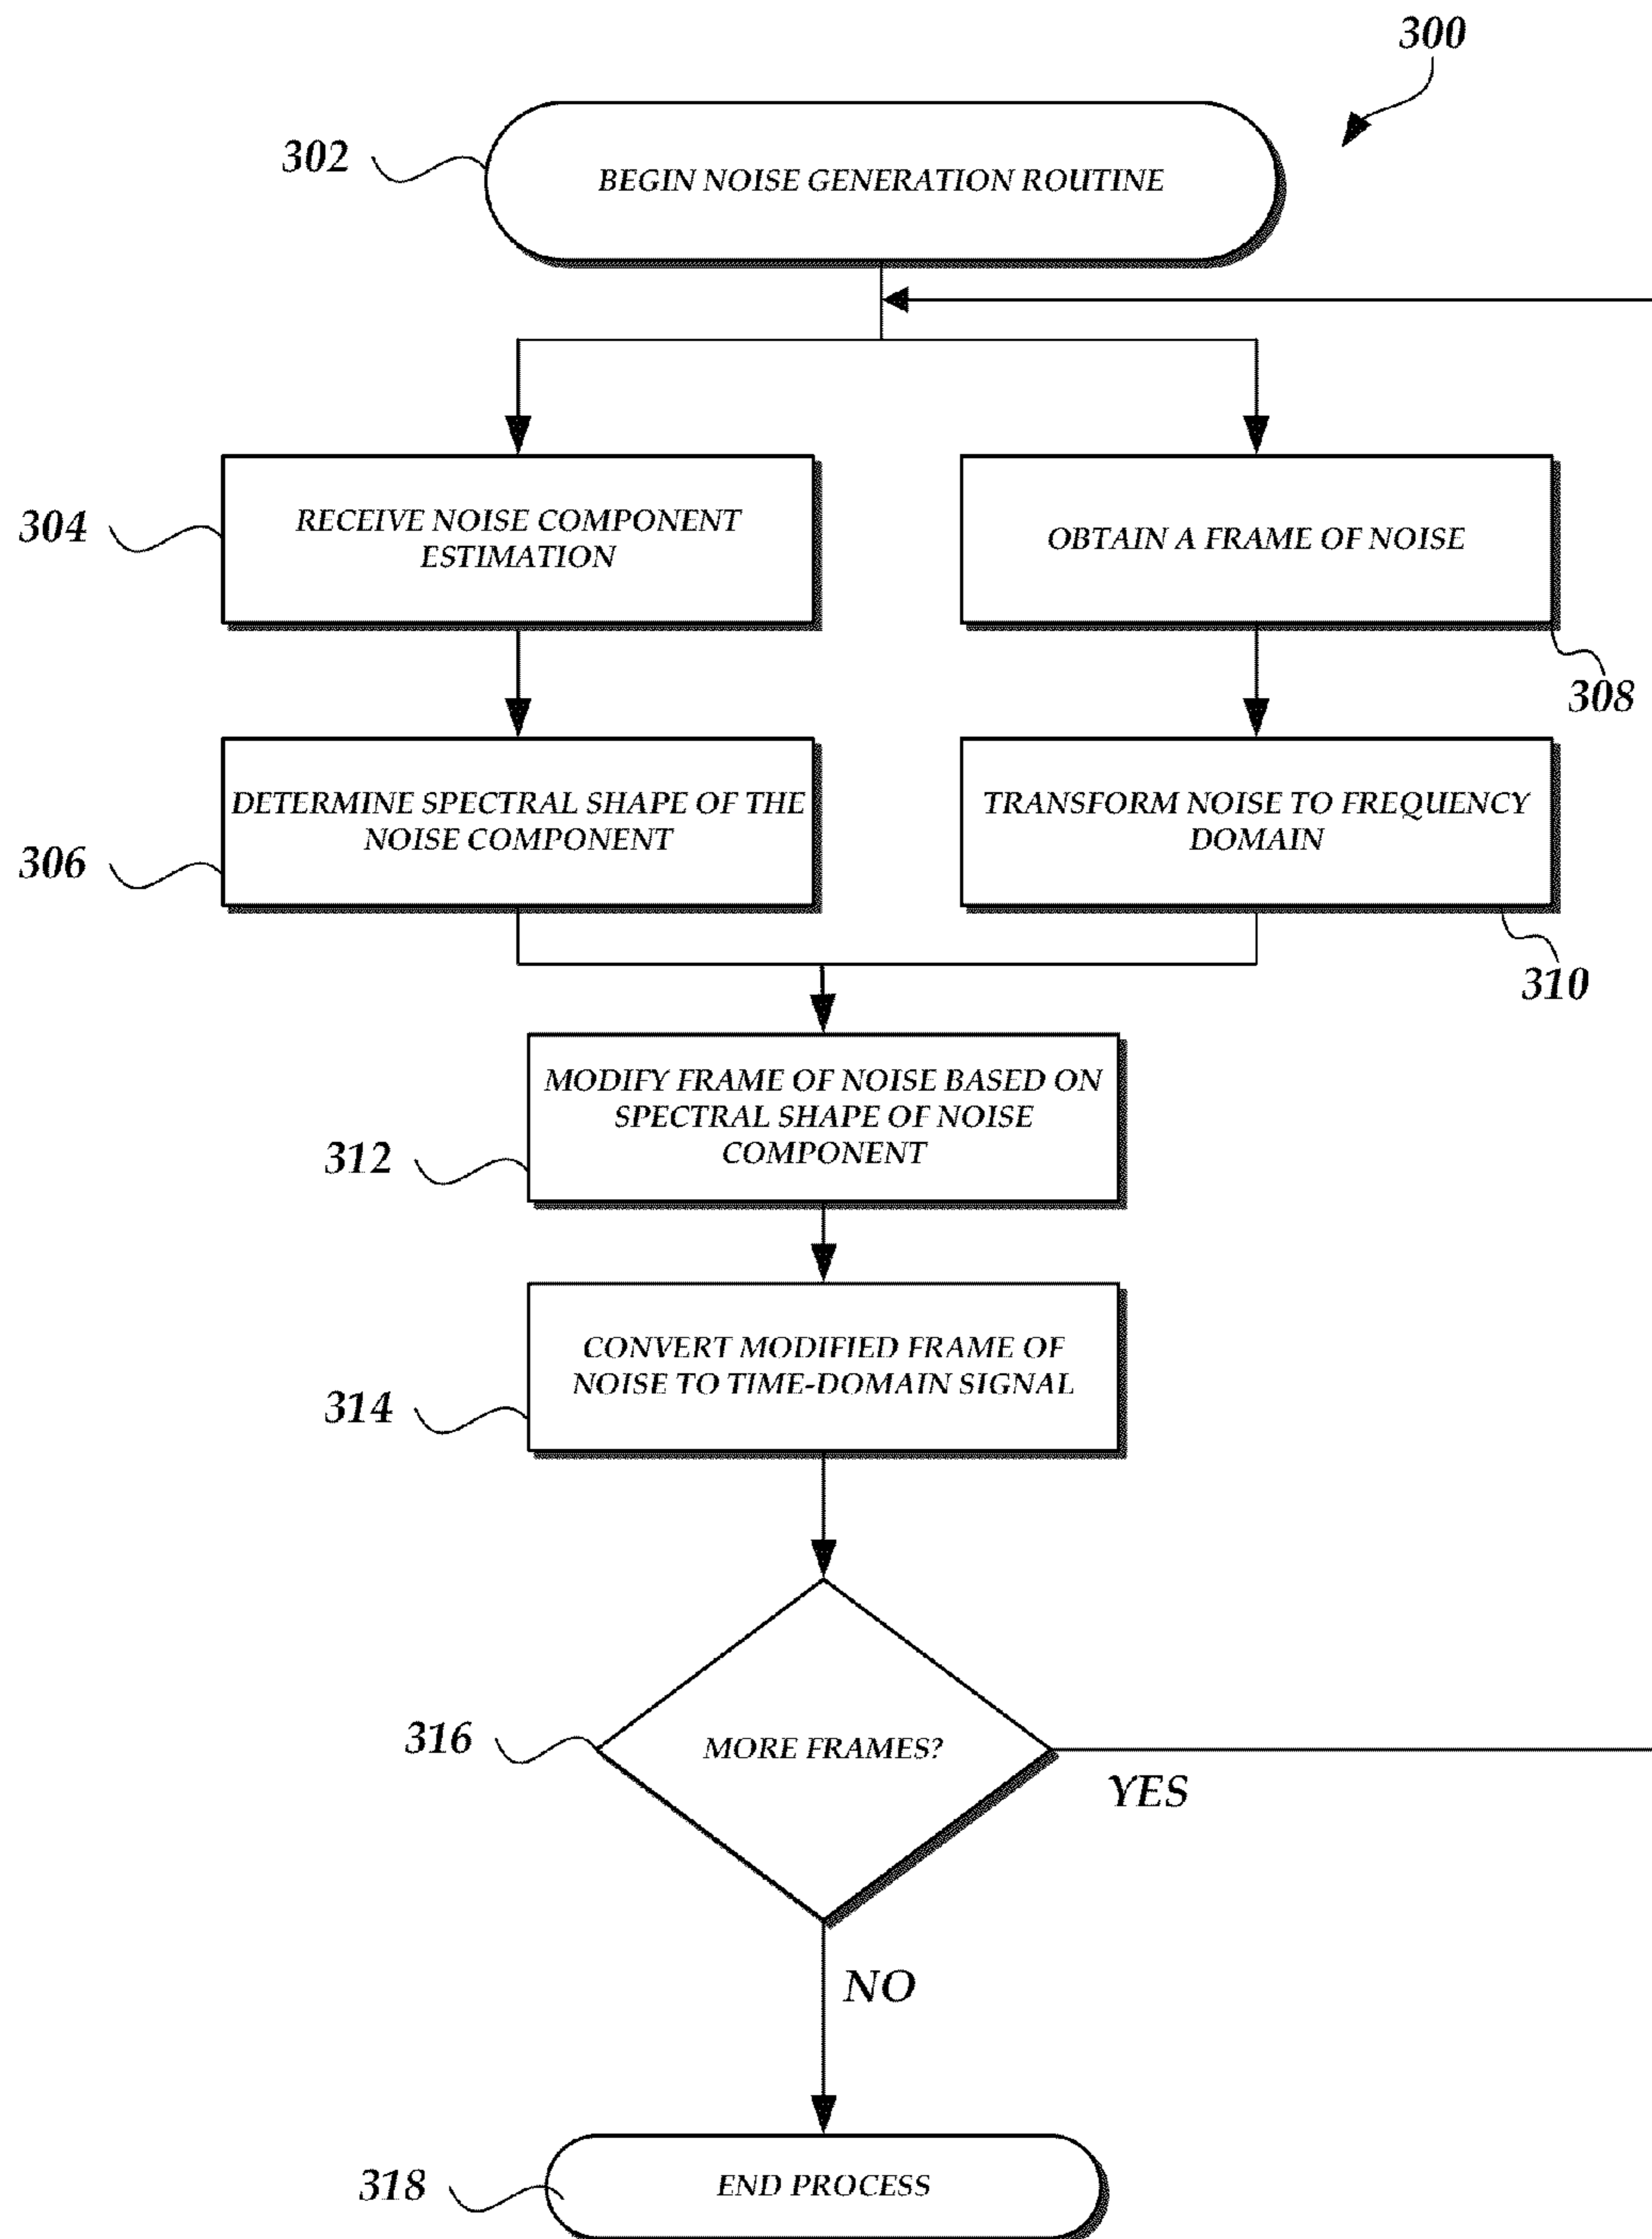 300
302
BEGIN NOISE GENERATION ROUTINE
304
RECEIVE NOISE COMPONENT
ESTIMATION
OBTAIN A FRAME OF NOISE
308
306
DETERMINE SPECTRAL SHAPE OF THE
NOISE COMPONENT
TRANSFORM NOISE TO FREQUENCY
DOMAIN
310
312
MODIFY FRAME OF NOISE BASED ON
SPECTRAL SHAPE OF NOISE
COMPONENT
314
CONVERT MODIFIED FRAME OF
NOISE TO TIME-DOMAIN SIGNAL
316
MORE FRAMES?
YES
NO
318
END PROCESS